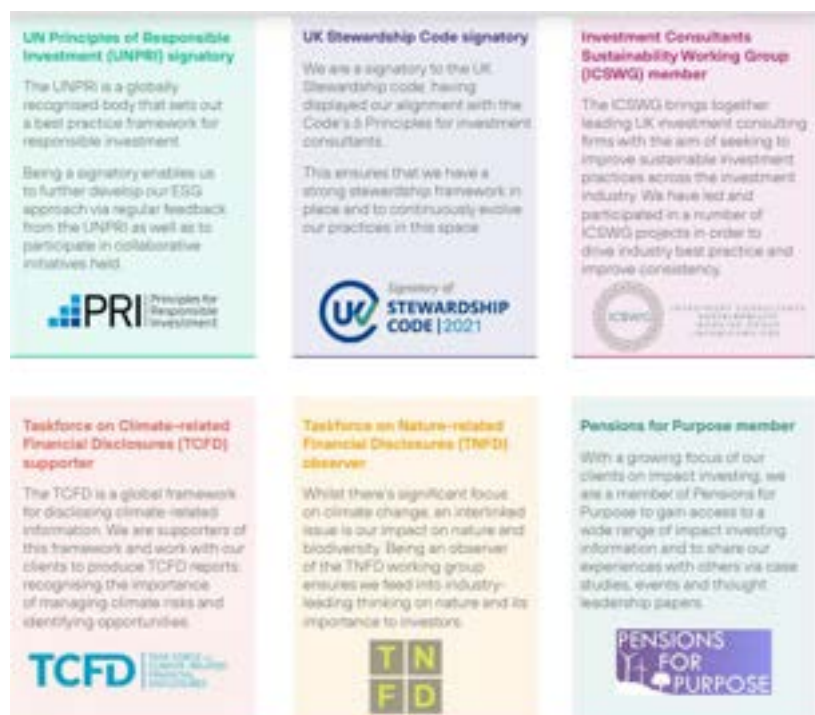 UN Principles of Responsible
Investment (UNPRI) signatory
The UNPRI is a globally
recognised body that sets out
a best practice framework for
responsible investment
Being a signatory enables us
to further develop our ESG
approach via regular feedback
from the UNPRI as well as to
participate in collaborative
initiatives held.
PRI Principles for
Responsible
Investment
UK Stewardship Code signatory
We are a signatory to the UK
Stewardship code, having
displayed our alignment with the
Code's 6 Principles for investment
consultants.
This ensures that we have a
strong stewardship framework in
place and to continuously evolve
our practices in this space
UK
Signatory of
STEWARDSHIP
CODE | 2021
Investment Consultants
Sustainability Working Group
(ICSWG) member
The ICSWG brings together
leading UK investment consulting
firms with the aim of seeking to
improve sustainable investment
practices across the investment
industry. We have led and
participated in a number of
ICSWG projects in order to
drive industry best practice and
improve consistency.
ICSWG
INVESTMENT CONSULTANTS
SUSTAINABILITY
WORKING GROUP
Taskforce on Climate-related
Financial Disclosures (TCFD)
supporter
The TCFD is a global framework
for disclosing climate-related
information. We are supporters of
this framework and work with our
clients to produce TCFD reports:
recognising the importance
of managing climate risks and
identifying opportunities.
TCFD TASK FORCE on
CLIMATE-RELATED
FINANCIAL
DISCLOSURES
Taskforce on Nature-related
Financial Disclosures (TNFD)
observer
Whilst there's significant focus
on climate change, an interlinked
issue is our impact on nature and
biodiversity. Being an observer
of the TNFD working group
ensures we feed into industry-
leading thinking on nature and its
importance to investors.
TN
FD
Pensions for Purpose member
With a growing focus of our
clients on impact investing, we
are a member of Pensions for
Purpose to gain access to a
wide range of impact investing
information and to share our
experiences with others via case
studies, events and thought
leadership papers.
PENSIONS
FOR
PURPOSE